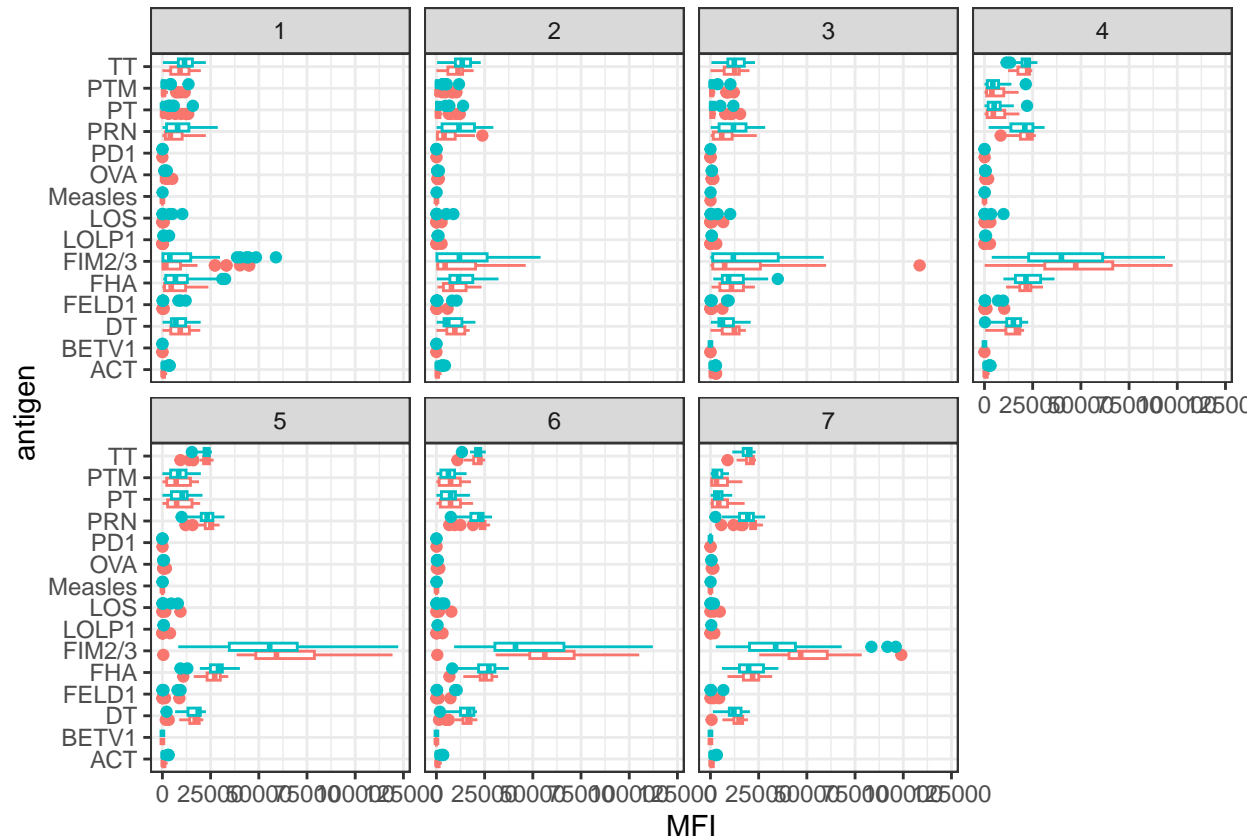 1 2 3 4
TT
PTM
PT
PRN
PD1
OVA
Measles
LOS
LOLP1
FIM2/3
FHA
FELD1
DT
BETV1
ACT
0 25000 50000 75000 100000 125000
antigen
5 6 7
TT
PTM
PT
PRN
PD1
OVA
Measles
LOS
LOLP1
FIM2/3
FHA
FELD1
DT
BETV1
ACT
0 25000 50000 75000 100000 125000 0 25000 50000 75000 100000 125000 0 25000 50000 75000 100000 125000
MFI